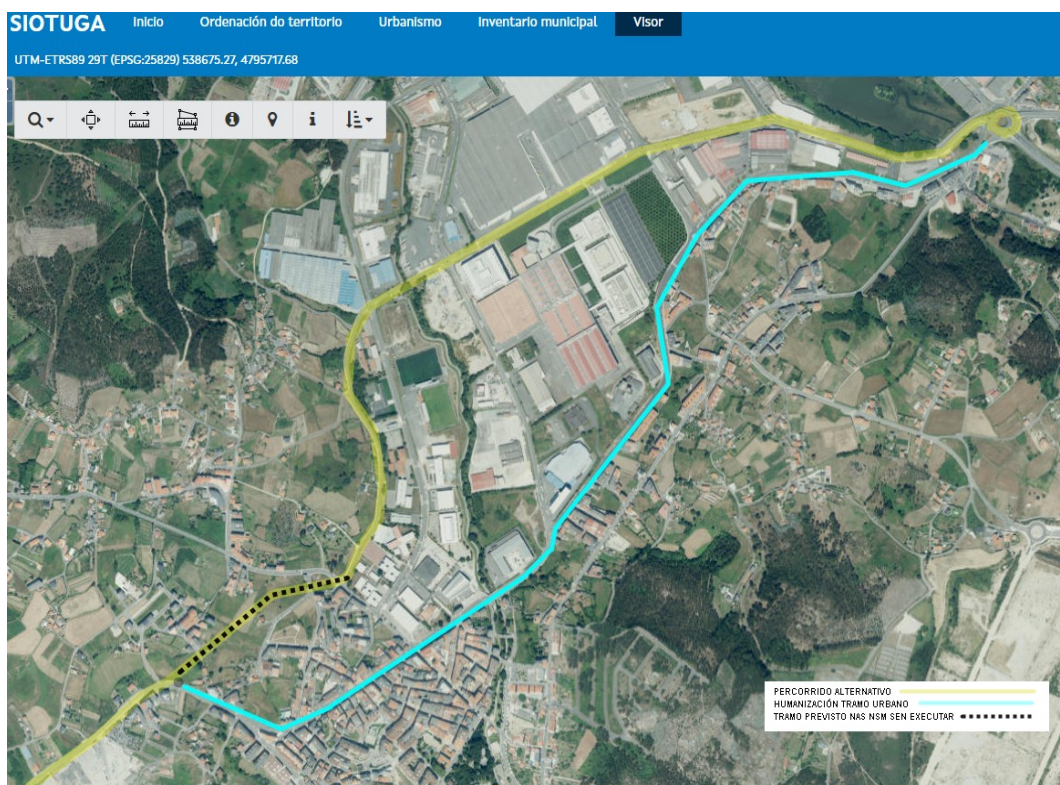 SIOTUGA Inicio Ordenación do territorio Urbanismo Inventario municipal Visor
UTM-ETRS89 29T (EPSG:25829) 538675.27, 4795717.68
PERCORRIDO ALTERNATIVO
HUMANIZACIÓN TRAMO URBANO
TRAMO PREVISTO NAS NSM SEN EXECUTAR